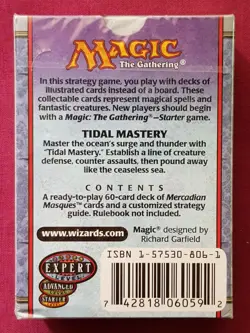 MAGIC
The Gathering®
In this strategy game, you play with decks of
illustrated cards instead of a board. These
collectable cards represent magical spells and
fantastic creatures. New players should
begin with a Magic: The Gathering®–Starter game.
TIDAL MASTERY
Master the ocean's surge and thunder with
"Tidal Mastery." Establish a line of creature
defense, counter assaults, then pound away
like the ceaseless sea.
CONTENTS
A ready-to-play 60-card deck of Mercadian
Masques™ cards and a customized strategy
guide. Rulebook not included.
www.wizards.com
Magic® designed by
Richard Garfield
EXPERT
LEVEL
ADVANCED
STARTER
ISBN 1-57530-806-1
7 42818 06059 2